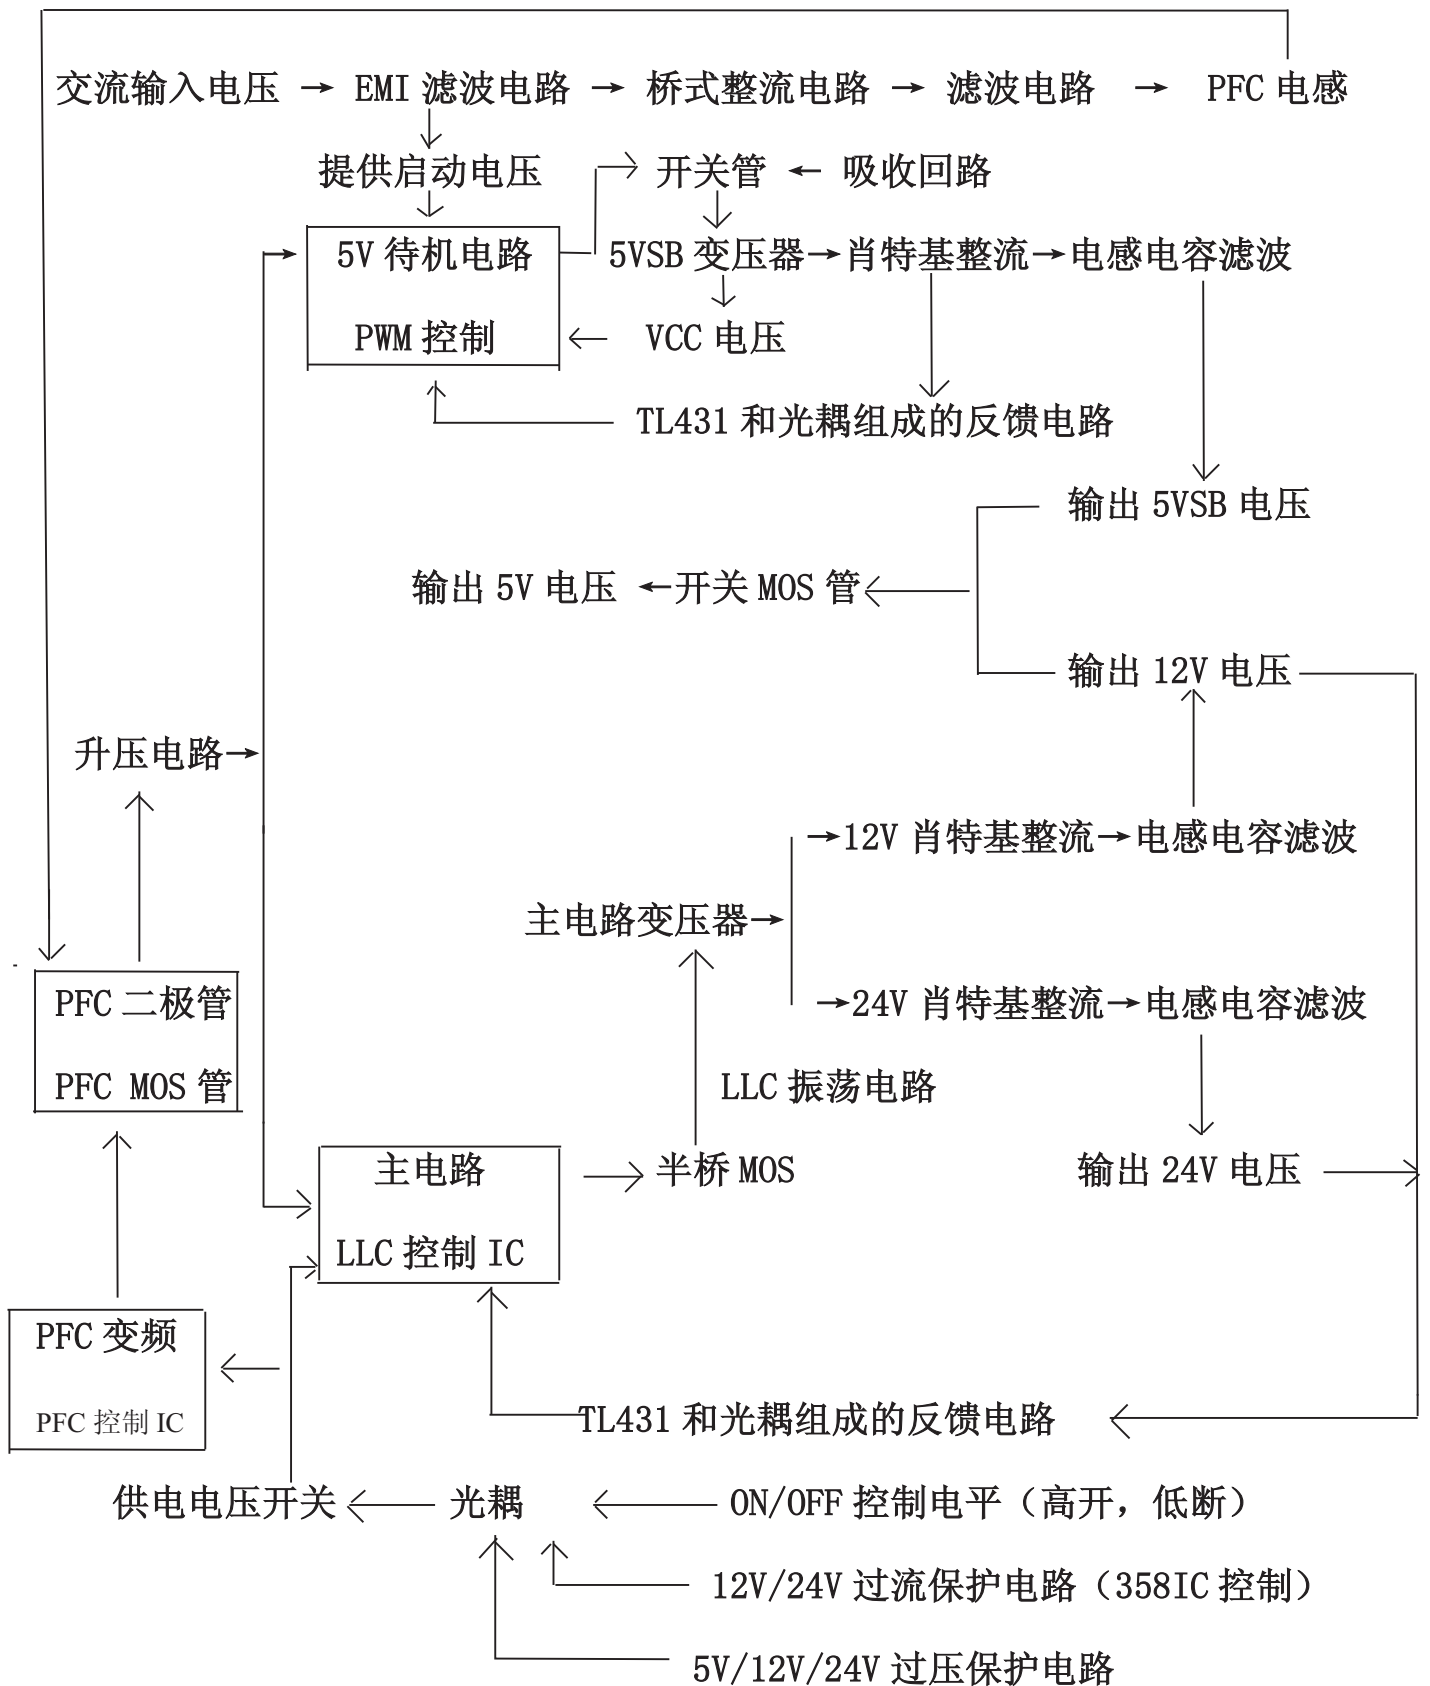 交流输入电压 → EMI 滤波电路 → 桥式整流电路 → 滤波电路 → PFC 电感
提供启动电压 开关管 ← 吸收回路
5V 待机电路 5VSB 变压器→肖特基整流→电感电容滤波
PWM 控制 VCC 电压
TL431 和光耦组成的反馈电路
输出 5VSB 电压
输出 5V 电压 ←开关 MOS 管
输出 12V 电压
升压电路→
→12V 肖特基整流→电感电容滤波
主电路变压器→
PFC 二极管 →24V 肖特基整流→电感电容滤波
PFC MOS 管 LLC 振荡电路
主电路 半桥 MOS 输出 24V 电压
LLC 控制 IC
PFC 变频
PFC 控制 IC TL431 和光耦组成的反馈电路
供电电压开关 光耦 ON/OFF 控制电平（高开，低断）
12V/24V 过流保护电路（358IC 控制）
5V/12V/24V 过压保护电路